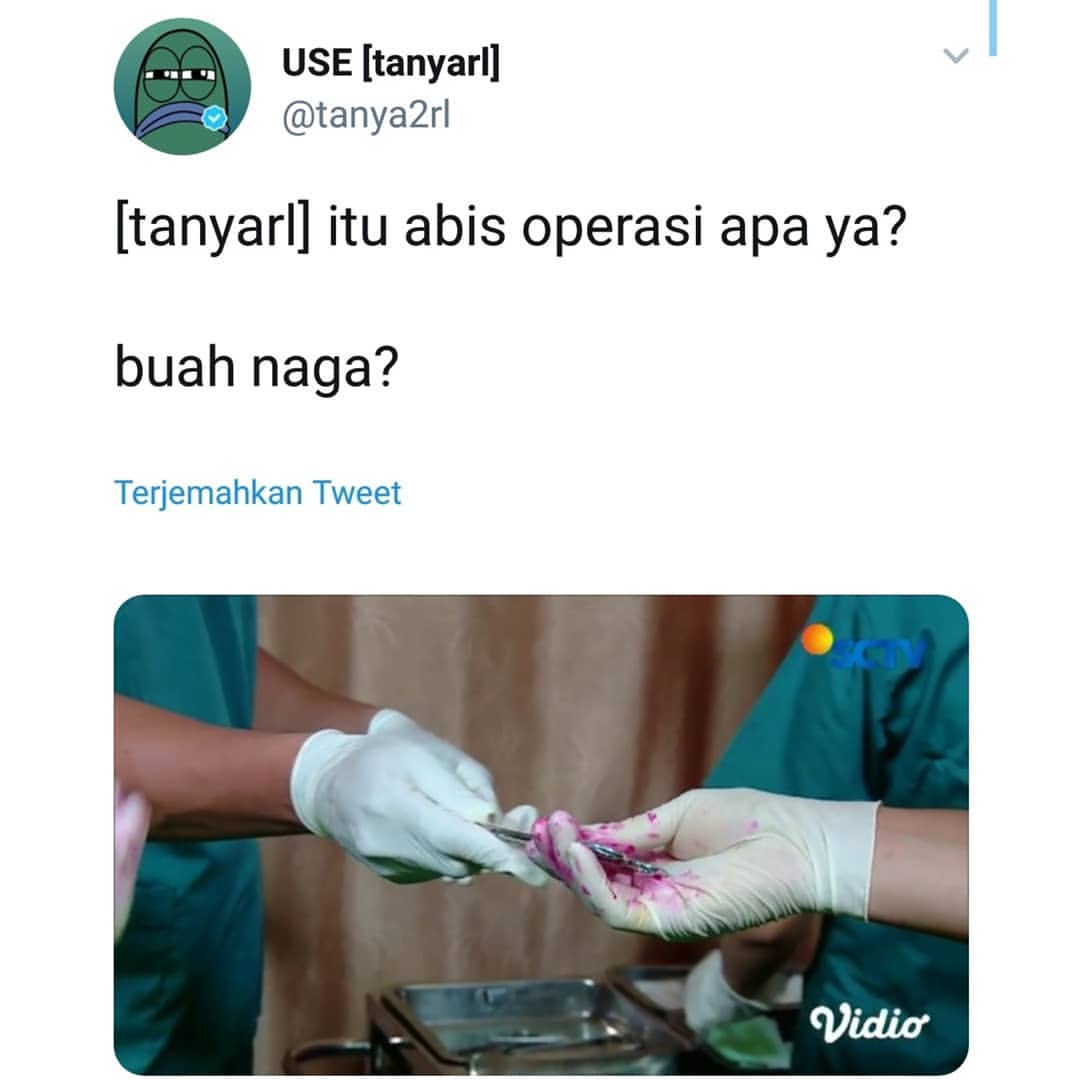 USE [tanyarl]
@tanya2rl
[tanyarl] itu abis operasi apa ya?
buah naga?
Terjemahkan Tweet
SCTV
Vidio